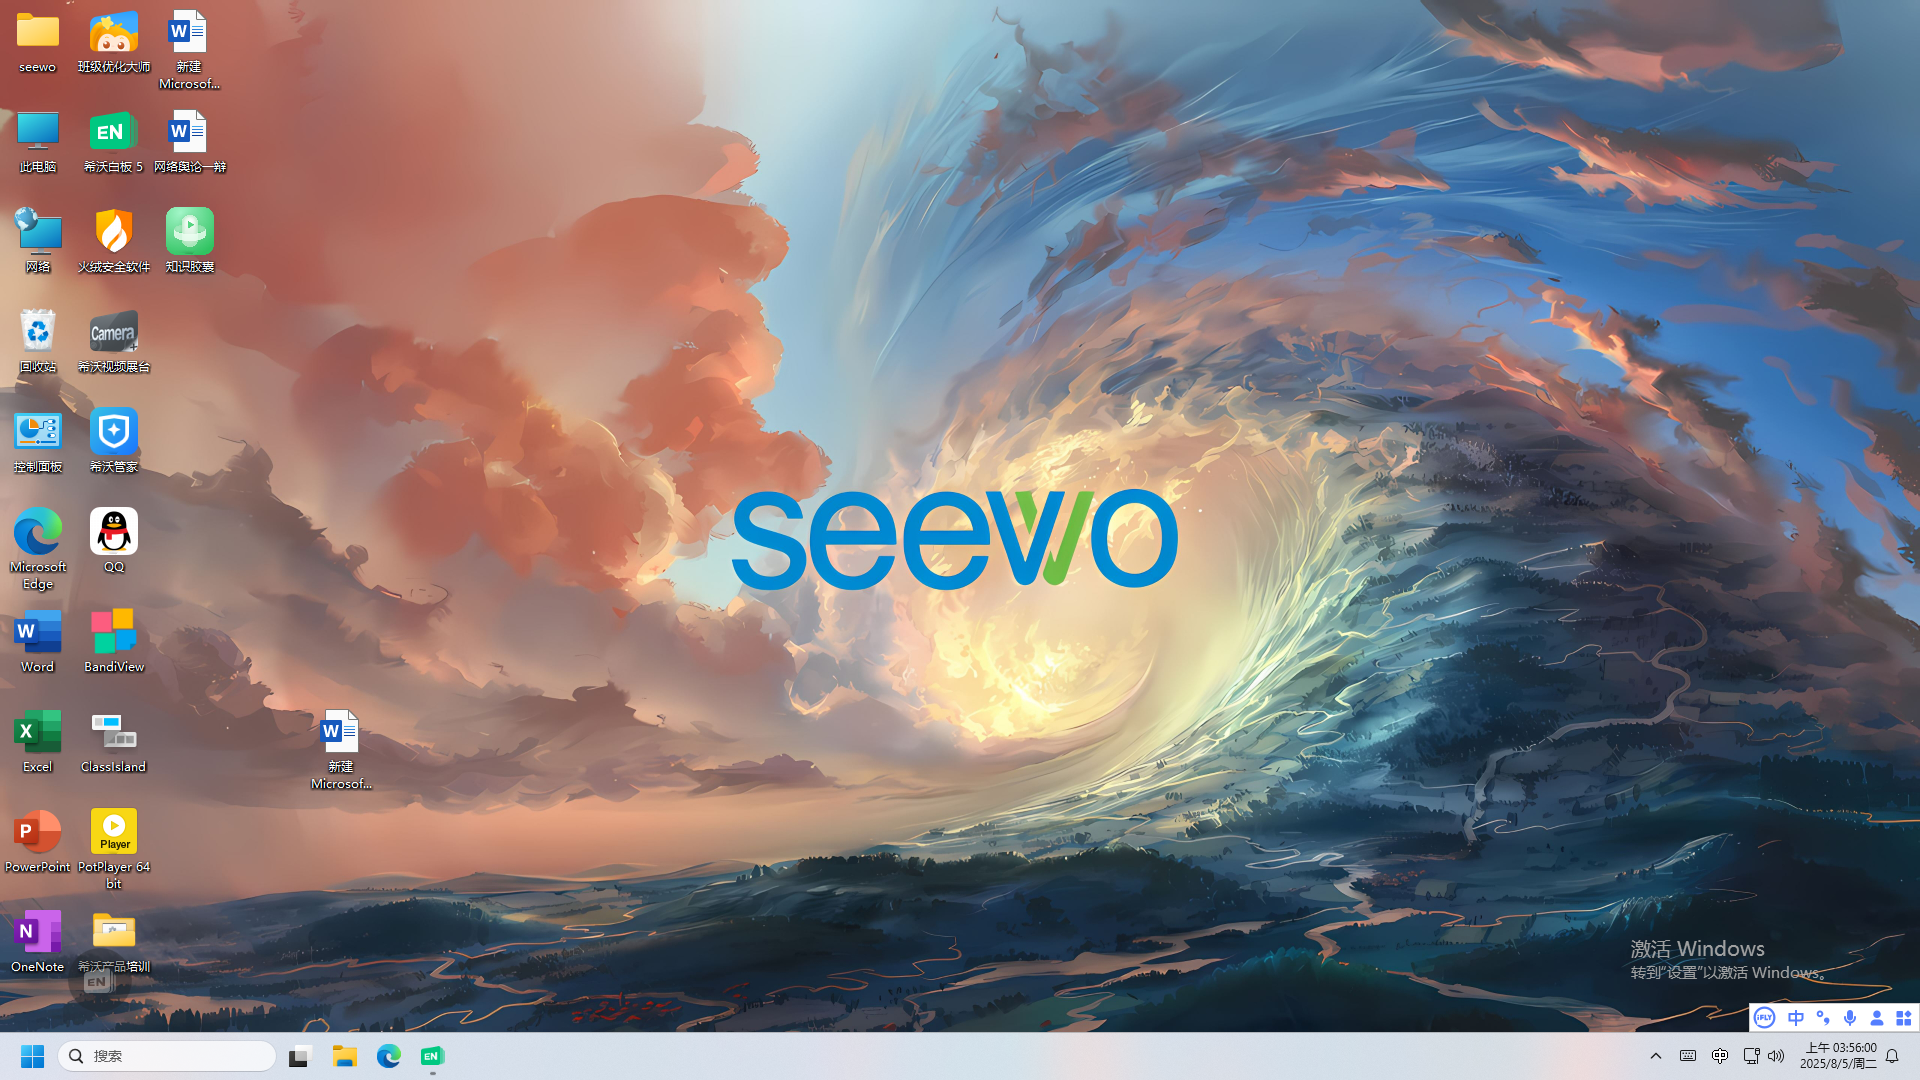 seewo
班级优化大师
新建
Microsof...
此电脑
EN
希沃白板 5
网络舆论一辩
网络
火绒安全软件
知识胶囊
回收站
Camera
希沃视频展台
控制面板
希沃管家
Microsoft
Edge
QQ
W
Word
BandiView
X
Excel
ClassIsland
新建
Microsof...
P
PowerPoint
Player
PotPlayer 64
bit
N
OneNote
希沃产品培训
EN
seewo
激活 Windows
转到“设置”以激活 Windows。
iFLY
中
搜索
EN
中
上午 03:56:00
2025/8/5/周二